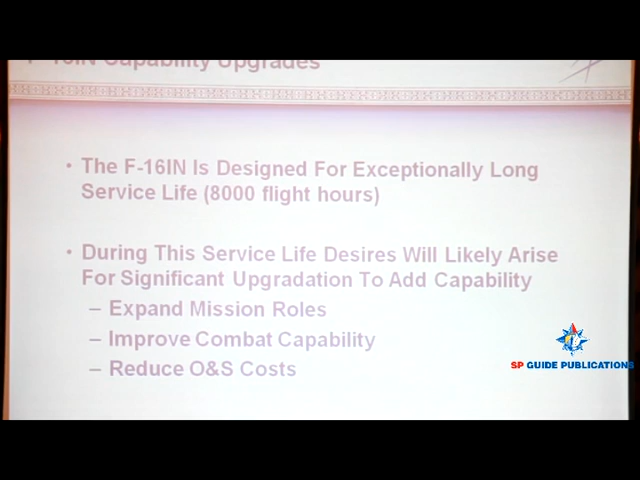 F-16IN Capability Upgrades
• The F-16IN Is Designed For Exceptionally Long
Service Life (8000 flight hours)
• During This Service Life Desires Will Likely Arise
For Significant Upgradation To Add Capability
– Expand Mission Roles
– Improve Combat Capability
– Reduce O&S Costs
SP GUIDE PUBLICATIONS